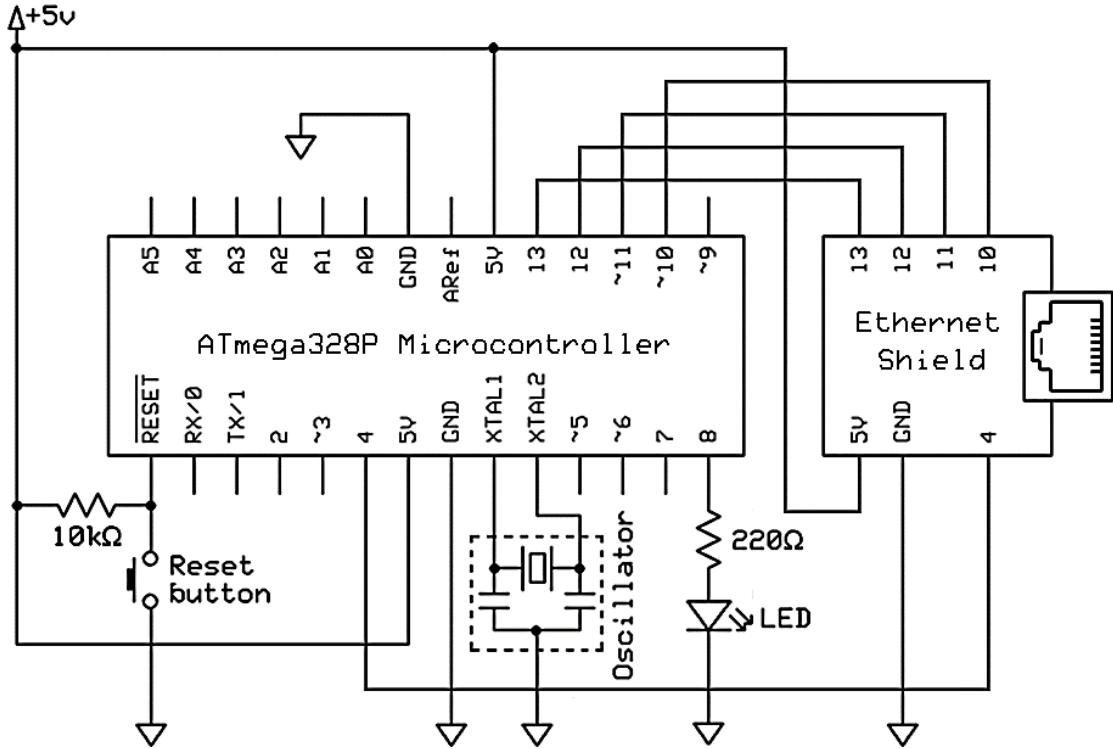 +5v
A5
A4
A3
A2
A1
A0
GND
ARef
5V
13
12
~11
~10
~9
13
12
11
10
ATmega328P Microcontroller
Ethernet
Shield
RESET
RX/0
TX/1
2
~3
4
5V
GND
XTAL1
XTAL2
~5
~6
7
8
5V
GND
4
10kΩ
Reset
button
Oscillator
220Ω
LED